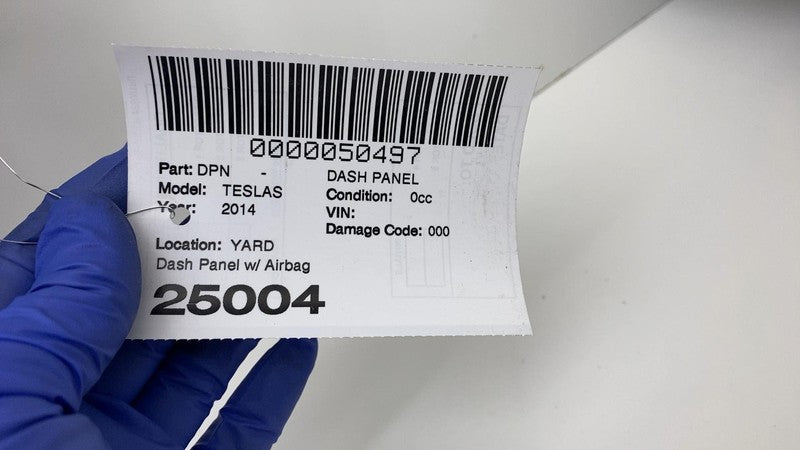 0000050497
Part: DPN - DASH PANEL
Model: TESLAS Condition: 0cc
Year: 2014 VIN:
Damage Code: 000
Location: YARD
Dash Panel w/ Airbag
25004